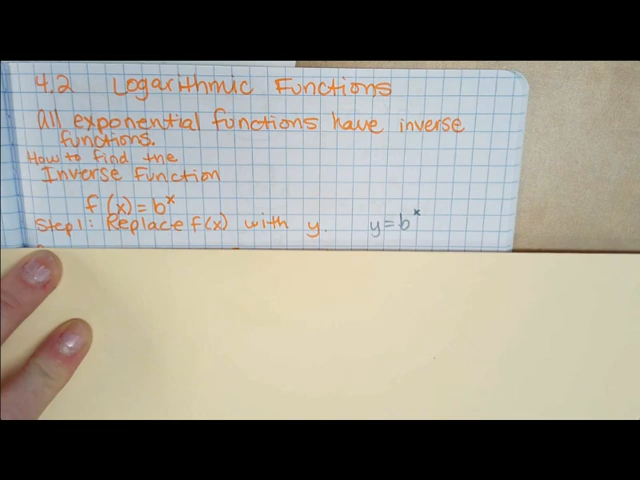 4.2 Logarithmic Functions
All exponential functions have inverse
functions.
How to find the
Inverse Function
f(x)=b^x
Step 1: Replace f(x) with y. y=b^x